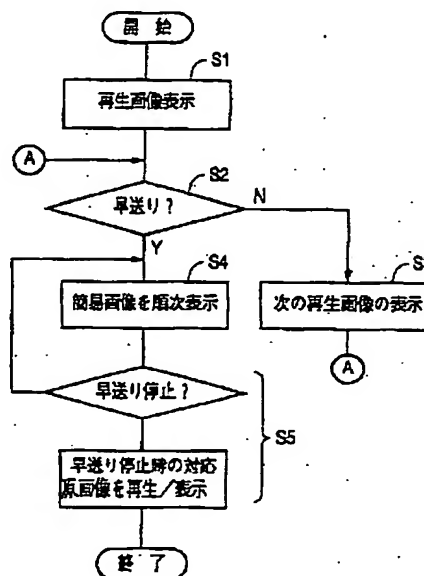 開 始
S1
再生画像表示
A
S2
早送り?
N
Y
S4
簡易画像を順次表示
S
次の再生画像の表示
A
早送り停止?
S5
早送り停止時の対応
原画像を再生/表示
終 了